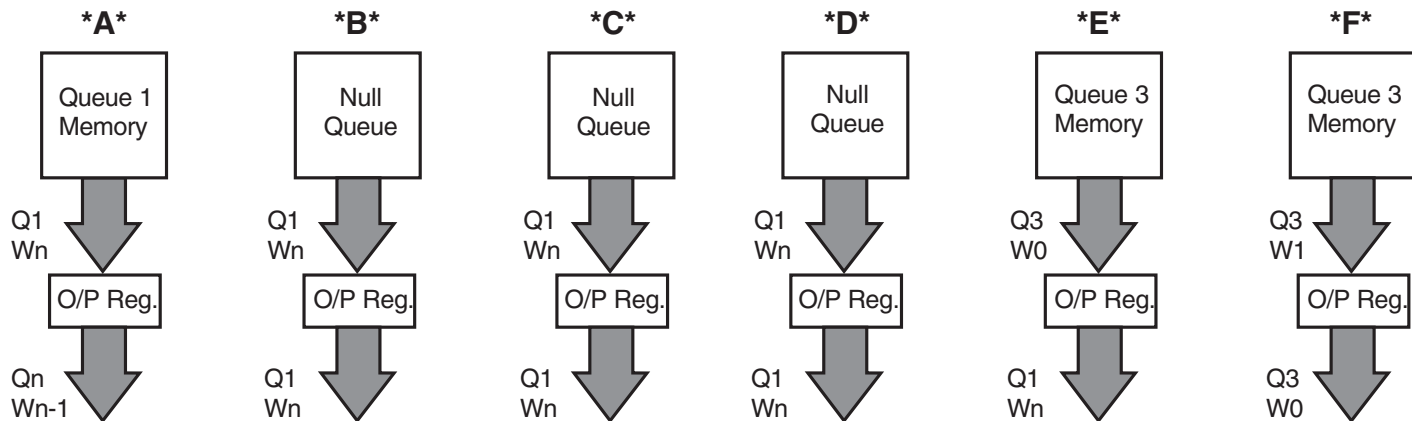 *A*
*B*
*C*
*D*
*E*
*F*
Queue 1
Memory
Null
Queue
Null
Queue
Null
Queue
Queue 3
Memory
Queue 3
Memory
Q1
Wn
Q1
Wn
Q1
Wn
Q1
Wn
Q3
W0
Q3
W1
O/P Reg.
O/P Reg.
O/P Reg.
O/P Reg.
O/P Reg.
O/P Reg.
Qn
Wn-1
Q1
Wn
Q1
Wn
Q1
Wn
Q1
Wn
Q3
W0